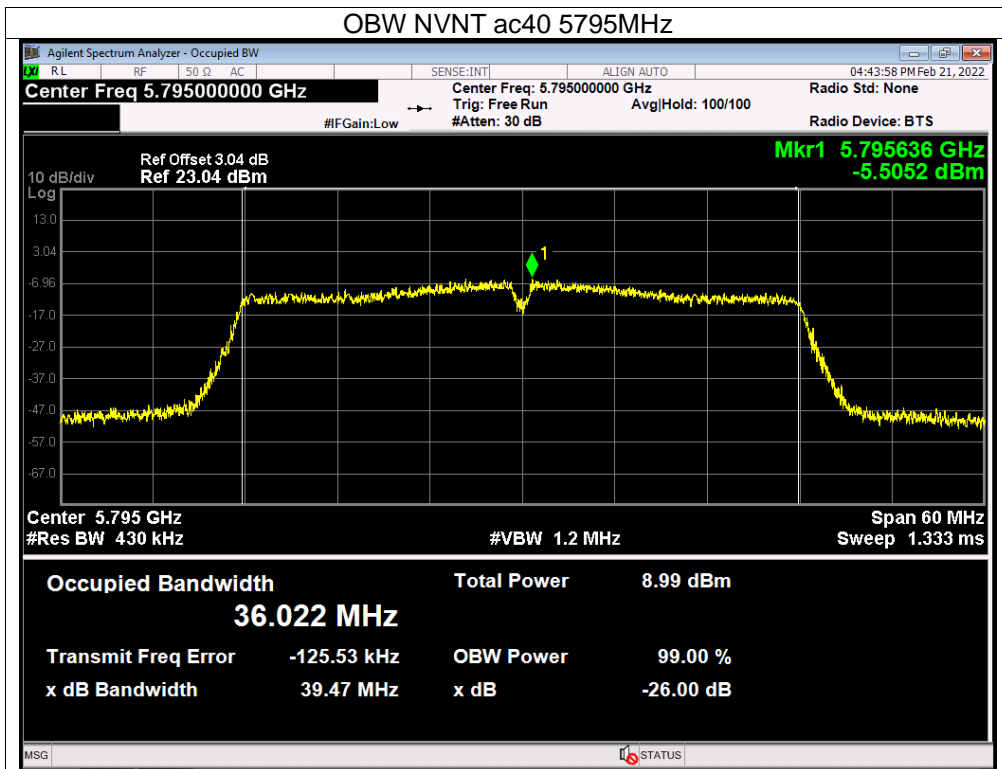 OBW NVNT ac40 5795MHz
Agilent Spectrum Analyzer - Occupied BW
LXI RL RF 50 Ω AC SENSE:INT ALIGN AUTO 04:43:58 PM Feb 21, 2022
Center Freq 5.795000000 GHz Center Freq: 5.795000000 GHz Radio Std: None
Trig: Free Run Avg|Hold: 100/100
#IFGain:Low #Atten: 30 dB Radio Device: BTS
Mkr1 5.795636 GHz
-5.5052 dBm
Ref Offset 3.04 dB
10 dB/div Ref 23.04 dBm
Log
13.0
3.04
-6.96
-17.0
-27.0
-37.0
-47.0
-57.0
-67.0
1
Center 5.795 GHz Span 60 MHz
#Res BW 430 kHz #VBW 1.2 MHz Sweep 1.333 ms
Occupied Bandwidth Total Power 8.99 dBm
36.022 MHz
Transmit Freq Error -125.53 kHz OBW Power 99.00 %
x dB Bandwidth 39.47 MHz x dB -26.00 dB
MSG STATUS